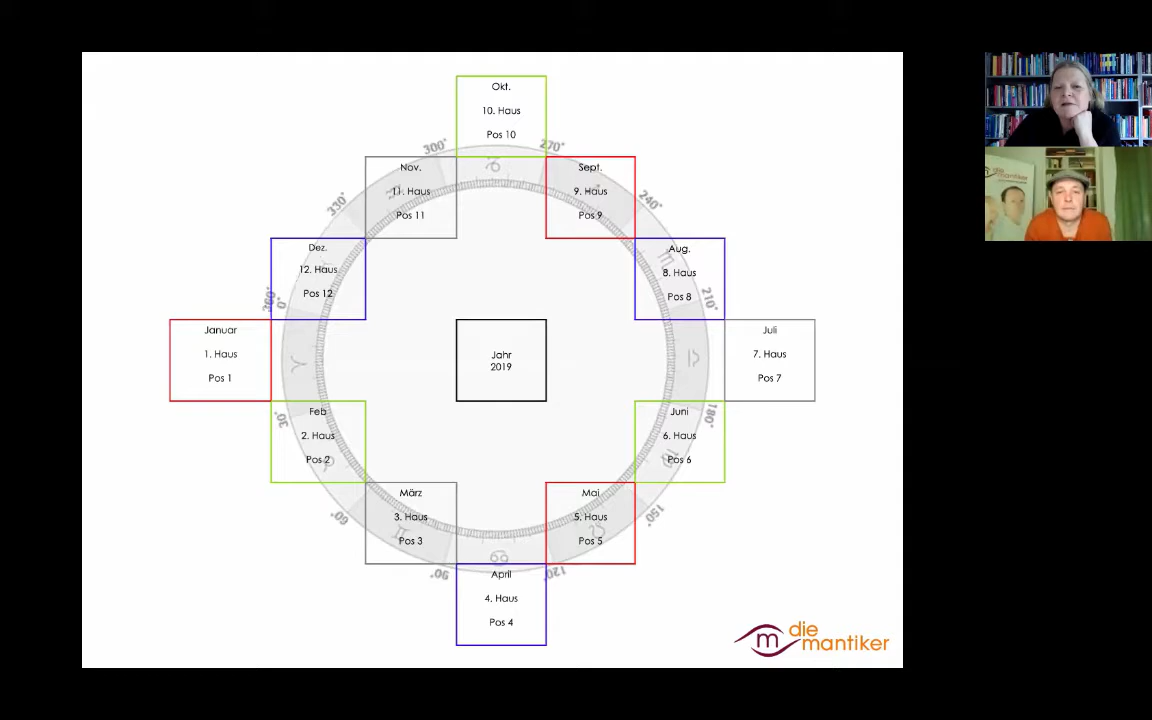 Okt.
10. Haus
Pos 10
300°
270°
Nov.
11. Haus
Pos 11
Sept.
9. Haus
Pos 9
330°
240°
Dez.
12. Haus
Pos 12
Aug.
8. Haus
Pos 8
360°
0°
210°
Januar
1. Haus
Pos 1
Jahr
2019
Juli
7. Haus
Pos 7
30°
180°
Feb
2. Haus
Pos 2
Juni
6. Haus
Pos 6
März
3. Haus
Pos 3
Mai
5. Haus
Pos 5
60°
150°
90°
120°
April
4. Haus
Pos 4
m
die
mantiker
die
mantiker